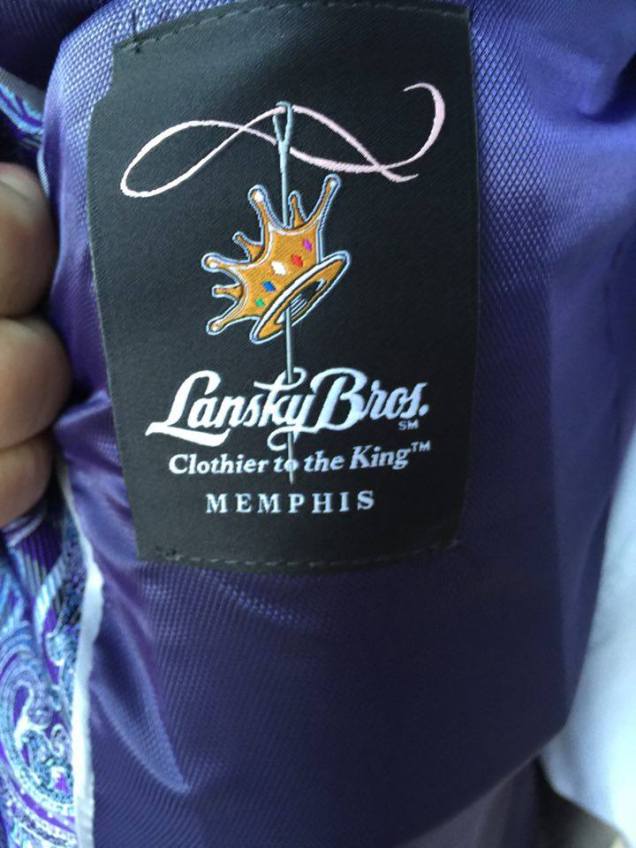 Lansky Bros.
SM
Clothier to the King™
MEMPHIS